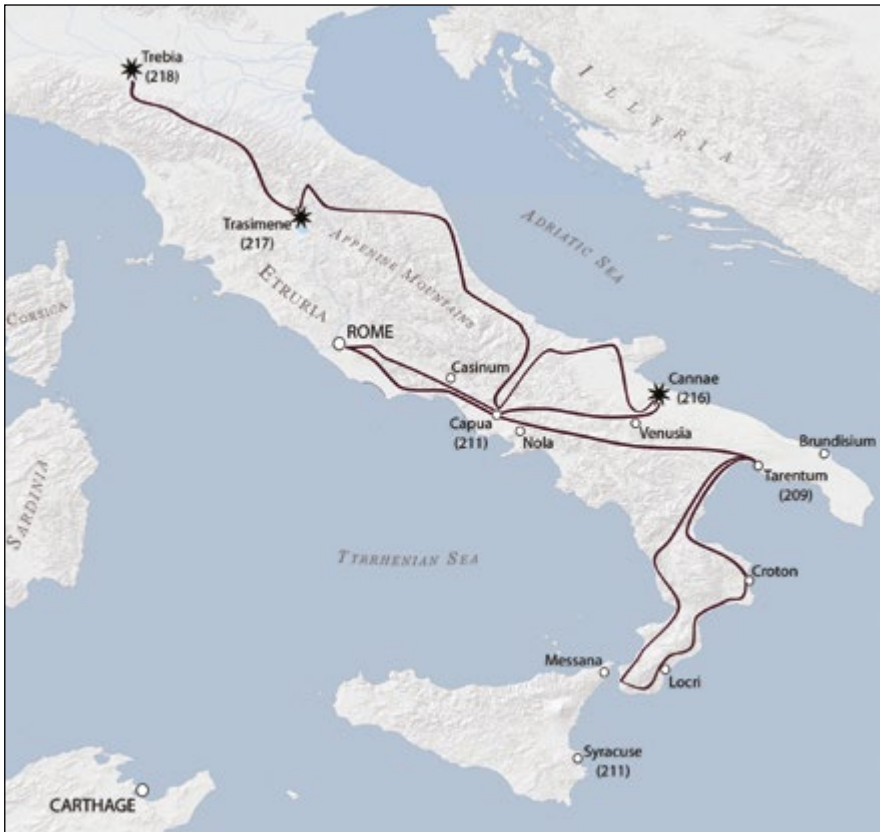 Trebia
(218)
ILLYRIA
Trasimene
(217)
ADRIATIC SEA
APPENINE MOUNTAINS
ETRURIA
CORSICA
ROME
Casinum
Cannae
(216)
Capua
(211)
Nola
Venusia
Brundisium
Tarentum
(209)
SARDINIA
TYRRHENIAN SEA
Croton
Messana
Locri
Syracuse
(211)
CARTHAGE